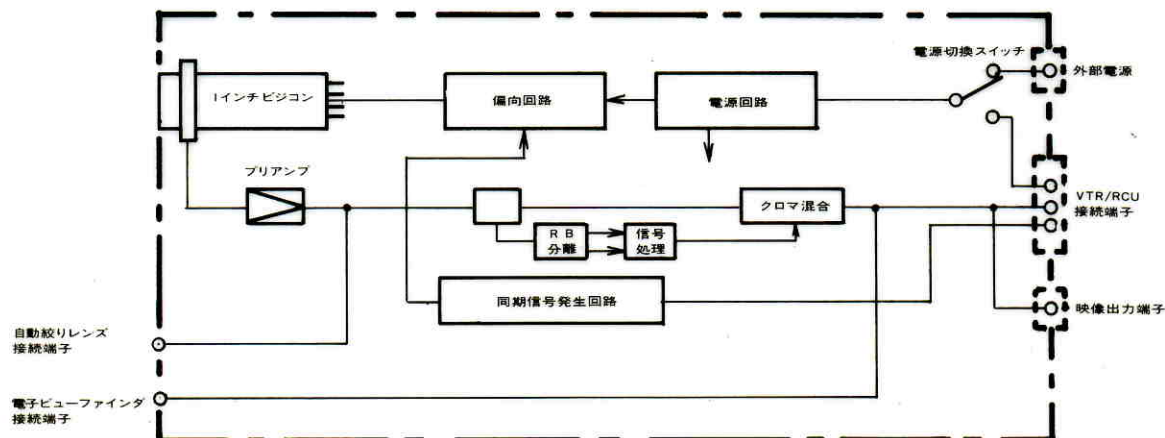 電源切換スイッチ
外部電源
1インチビジコン
偏向回路
電源回路
プリアンプ
クロマ混合
VTR/RCU
接続端子
R B
分離
信号
処理
同期信号発生回路
映像出力端子
自動絞りレンズ
接続端子
電子ビューファインダ
接続端子